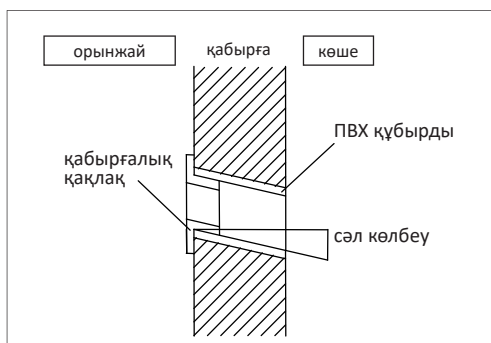 орынжай
қабырға
көше
ПВХ құбырды
қабырғалық
қақлақ
сәл көлбеу